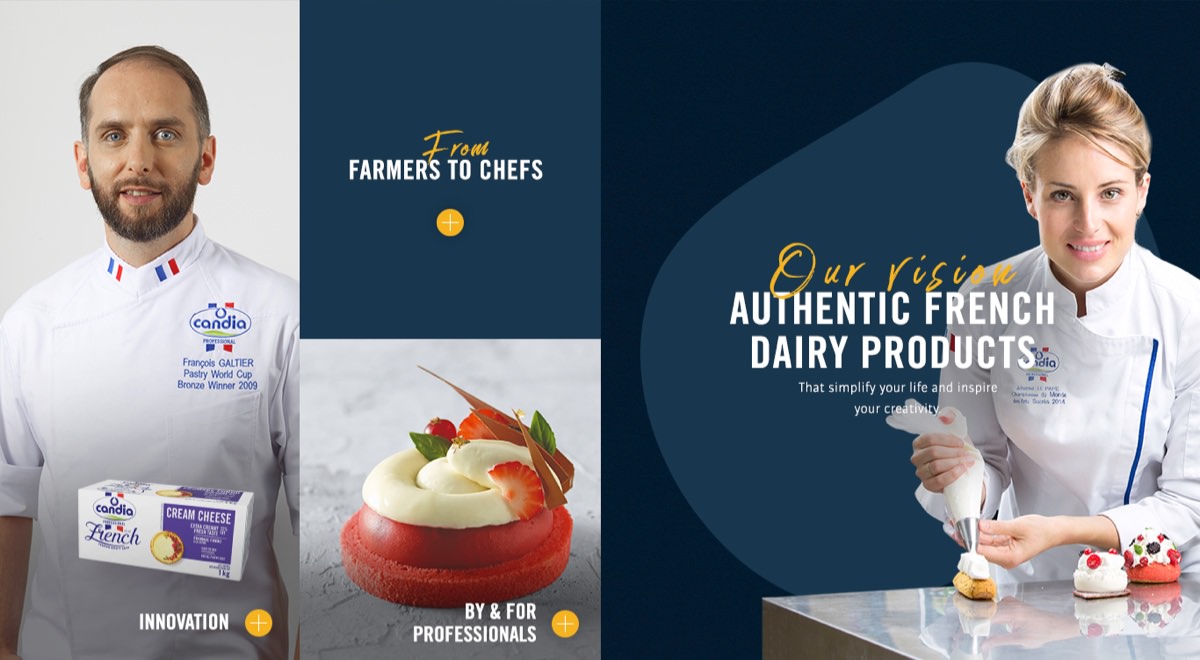 candia
PROFESSIONAL
François GALTIER
Pastry World Cup
Bronze Winner 2009
candia
French
CREAM CHEESE
1kg
INNOVATION
From
FARMERS TO CHEFS
BY & FOR
PROFESSIONALS
Our vision
AUTHENTIC FRENCH
DAIRY PRODUCTS
That simplify your life and inspire
your creativity.